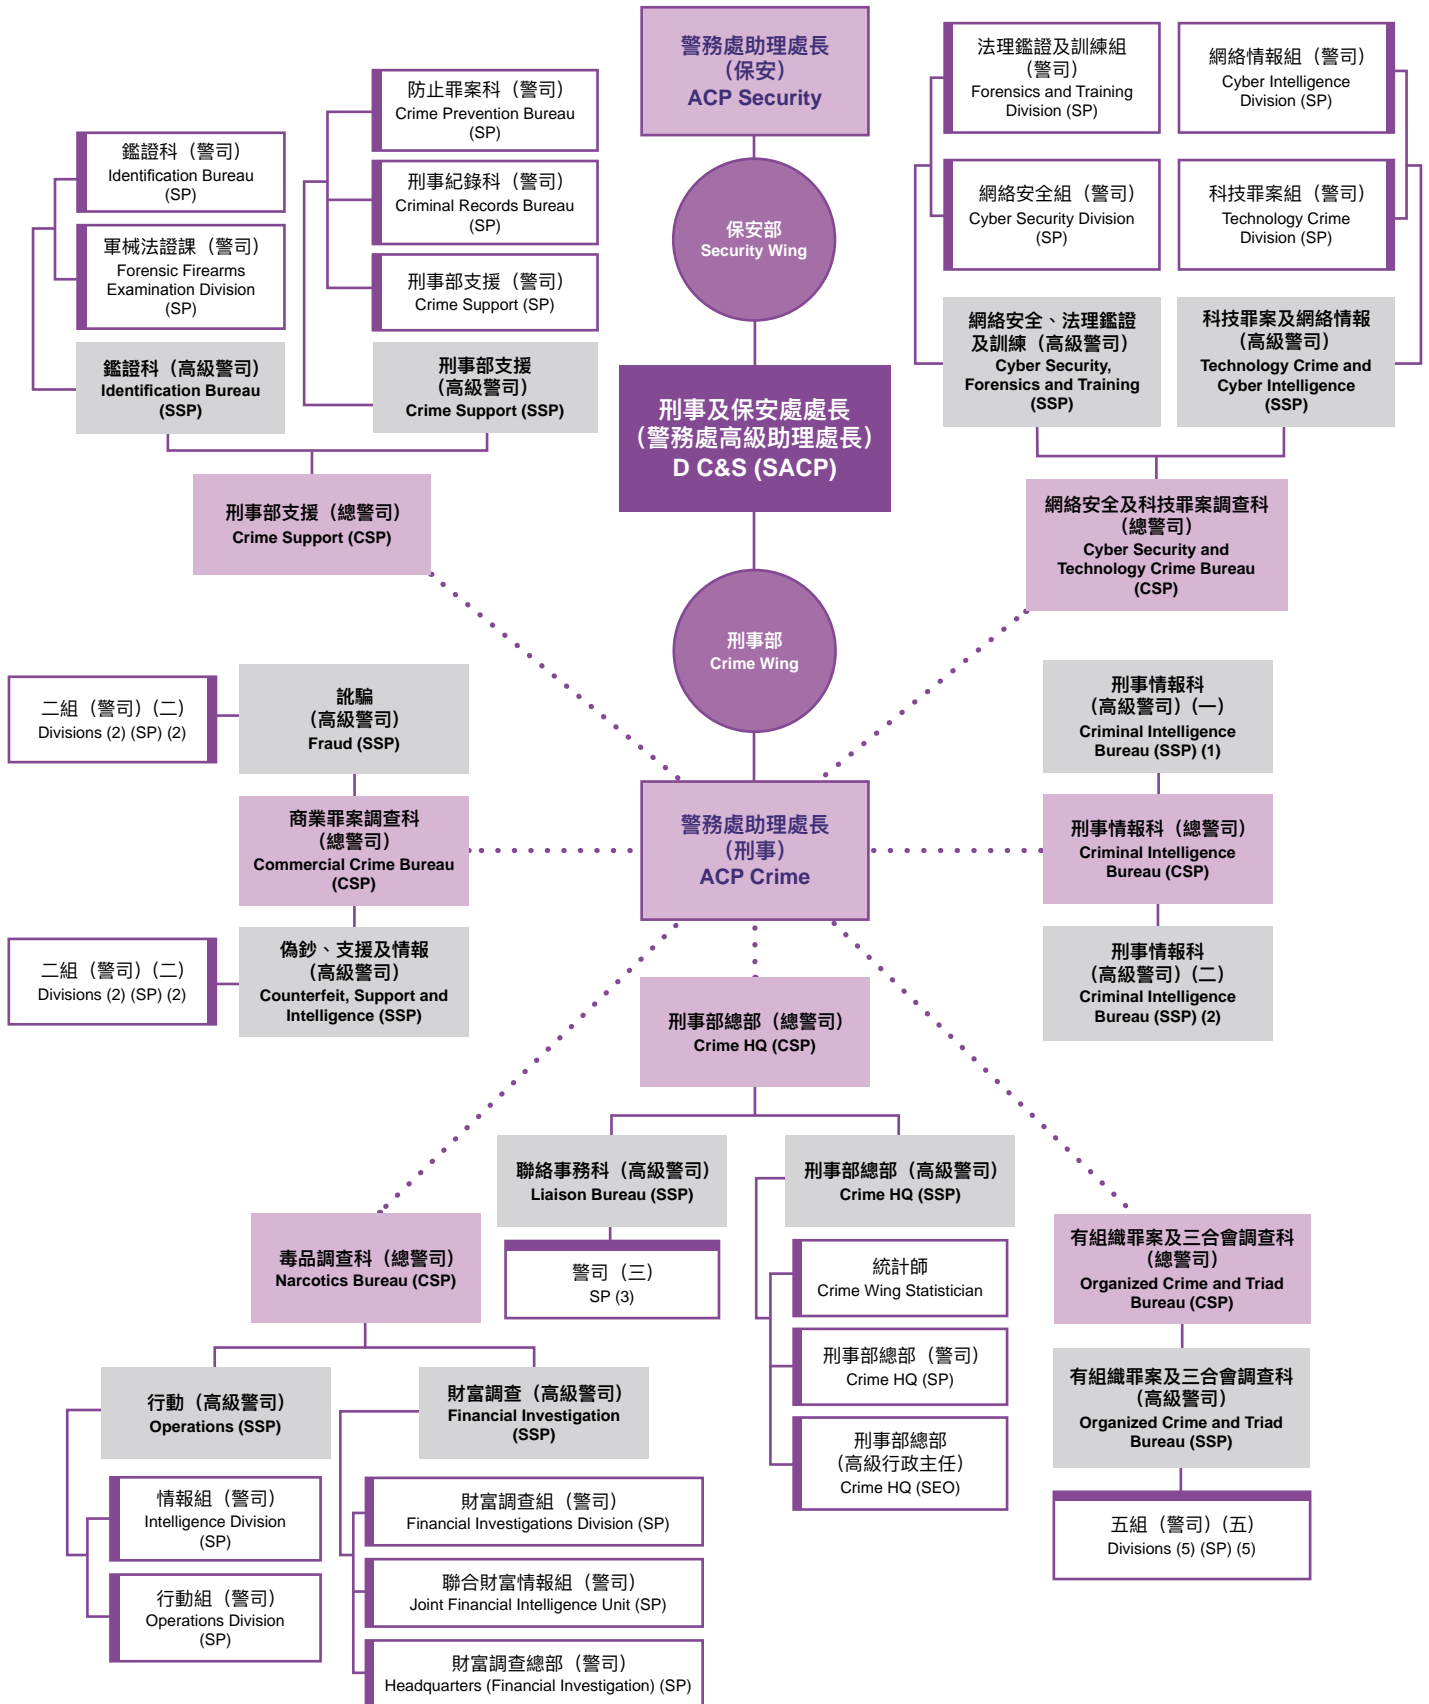 警務處助理處長
（保安）
ACP Security
保安部
Security Wing
刑事及保安處處長
（警務處高級助理處長）
D C&S (SACP)
刑事部
Crime Wing
警務處助理處長
（刑事）
ACP Crime
防止罪案科（警司）
Crime Prevention Bureau
(SP)
刑事紀錄科（警司）
Criminal Records Bureau
(SP)
刑事部支援（警司）
Crime Support (SP)
鑑證科（警司）
Identification Bureau
(SP)
軍械法證課（警司）
Forensic Firearms
Examination Division
(SP)
鑑證科（高級警司）
Identification Bureau
(SSP)
刑事部支援
（高級警司）
Crime Support (SSP)
刑事部支援（總警司）
Crime Support (CSP)
法理鑑證及訓練組
（警司）
Forensics and Training
Division (SP)
網絡情報組（警司）
Cyber Intelligence
Division (SP)
網絡安全組（警司）
Cyber Security Division
(SP)
科技罪案組（警司）
Technology Crime
Division (SP)
網絡安全、法理鑑證
及訓練（高級警司）
Cyber Security,
Forensics and Training
(SSP)
科技罪案及網絡情報
（高級警司）
Technology Crime and
Cyber Intelligence
(SSP)
網絡安全及科技罪案調查科
（總警司）
Cyber Security and
Technology Crime Bureau
(CSP)
二組（警司）（二）
Divisions (2) (SP) (2)
訛騙
（高級警司）
Fraud (SSP)
商業罪案調查科
（總警司）
Commercial Crime Bureau
(CSP)
二組（警司）（二）
Divisions (2) (SP) (2)
偽鈔、支援及情報
（高級警司）
Counterfeit, Support and
Intelligence (SSP)
刑事情報科
（高級警司）（一）
Criminal Intelligence
Bureau (SSP) (1)
刑事情報科（總警司）
Criminal Intelligence
Bureau (CSP)
刑事情報科
（高級警司）（二）
Criminal Intelligence
Bureau (SSP) (2)
刑事部總部（總警司）
Crime HQ (CSP)
聯絡事務科（高級警司）
Liaison Bureau (SSP)
警司（三）
SP (3)
刑事部總部（高級警司）
Crime HQ (SSP)
統計師
Crime Wing Statistician
刑事部總部（警司）
Crime HQ (SP)
刑事部總部
（高級行政主任）
Crime HQ (SEO)
毒品調查科（總警司）
Narcotics Bureau (CSP)
行動（高級警司）
Operations (SSP)
情報組（警司）
Intelligence Division
(SP)
行動組（警司）
Operations Division
(SP)
財富調查（高級警司）
Financial Investigation
(SSP)
財富調查組（警司）
Financial Investigations Division (SP)
聯合財富情報組（警司）
Joint Financial Intelligence Unit (SP)
財富調查總部（警司）
Headquarters (Financial Investigation) (SP)
有組織罪案及三合會調查科
（總警司）
Organized Crime and Triad
Bureau (CSP)
有組織罪案及三合會調查科
（高級警司）
Organized Crime and Triad
Bureau (SSP)
五組（警司）（五）
Divisions (5) (SP) (5)